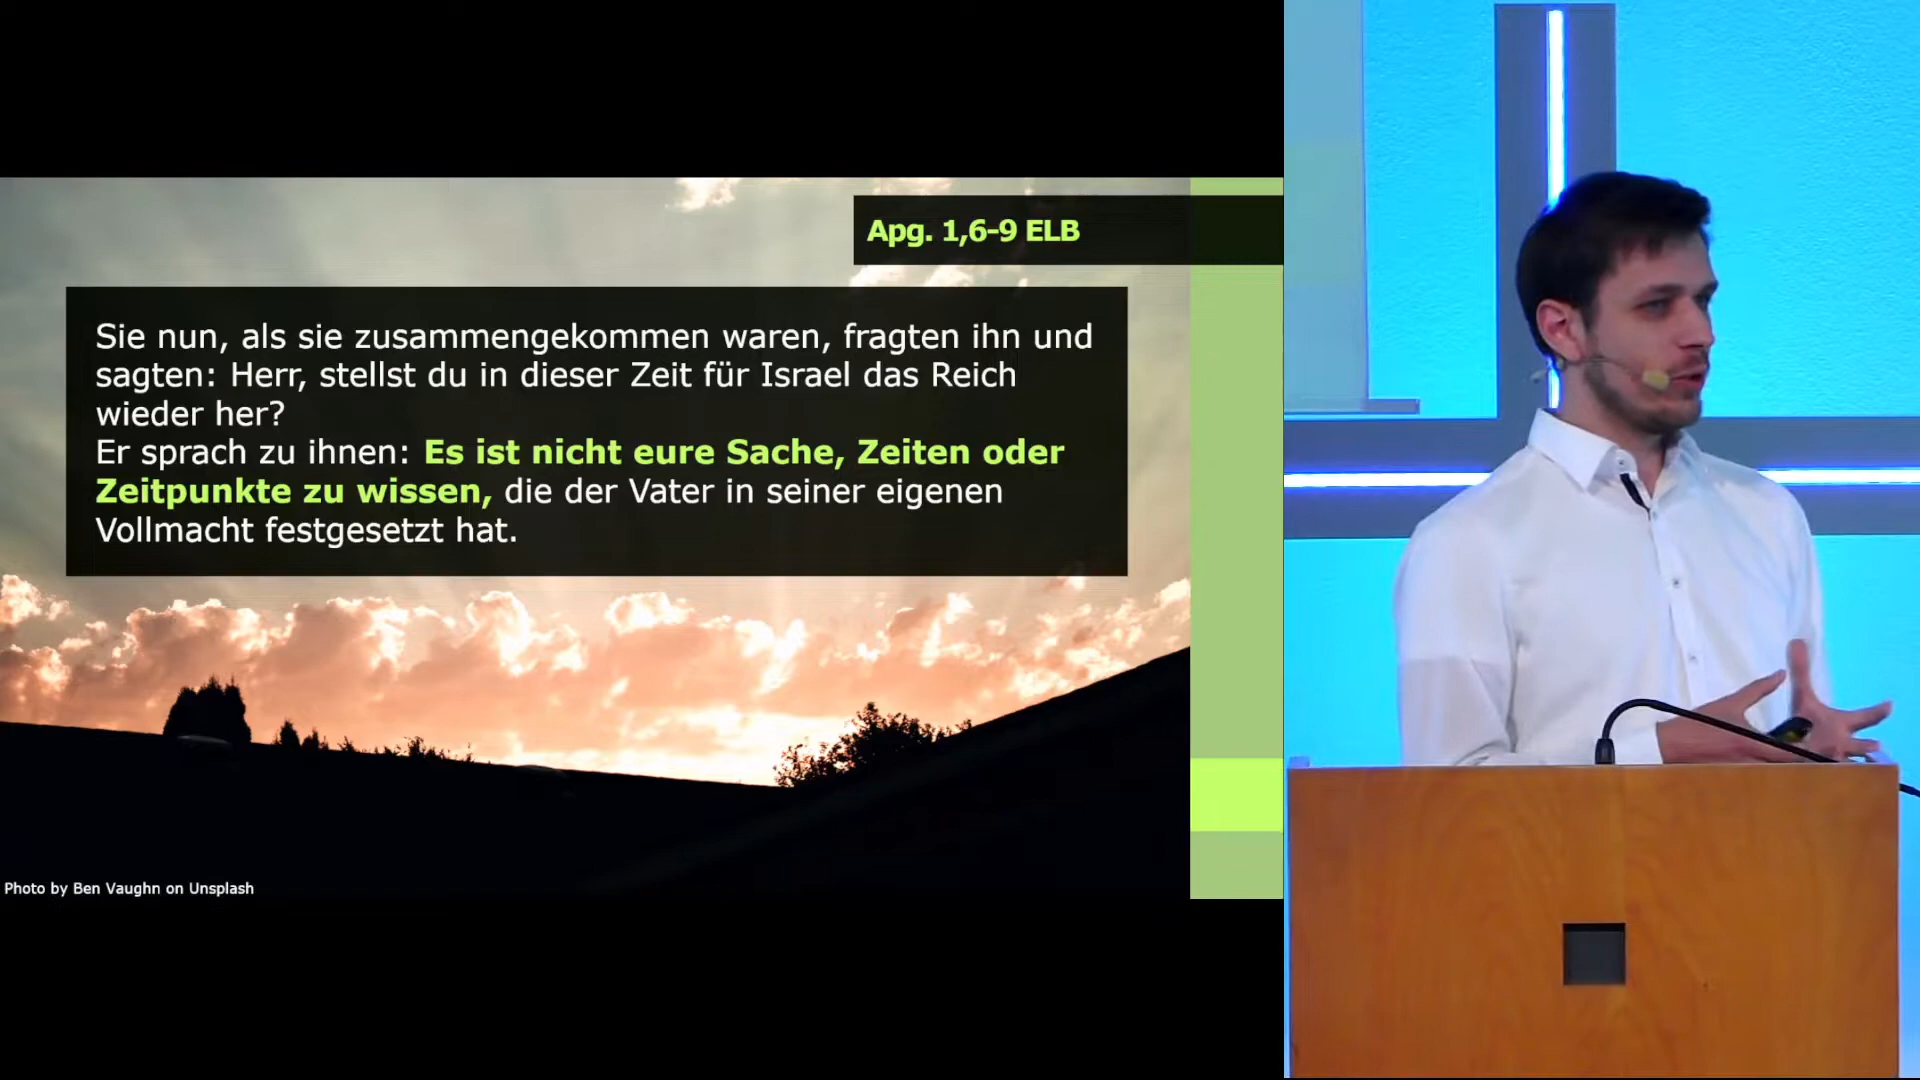 Apg. 1,6-9 ELB
Sie nun, als sie zusammengekommen waren, fragten ihn und
sagten: Herr, stellst du in dieser Zeit für Israel das Reich
wieder her?
Er sprach zu ihnen: Es ist nicht eure Sache, Zeiten oder
Zeitpunkte zu wissen, die der Vater in seiner eigenen
Vollmacht festgesetzt hat.
Photo by Ben Vaughn on Unsplash